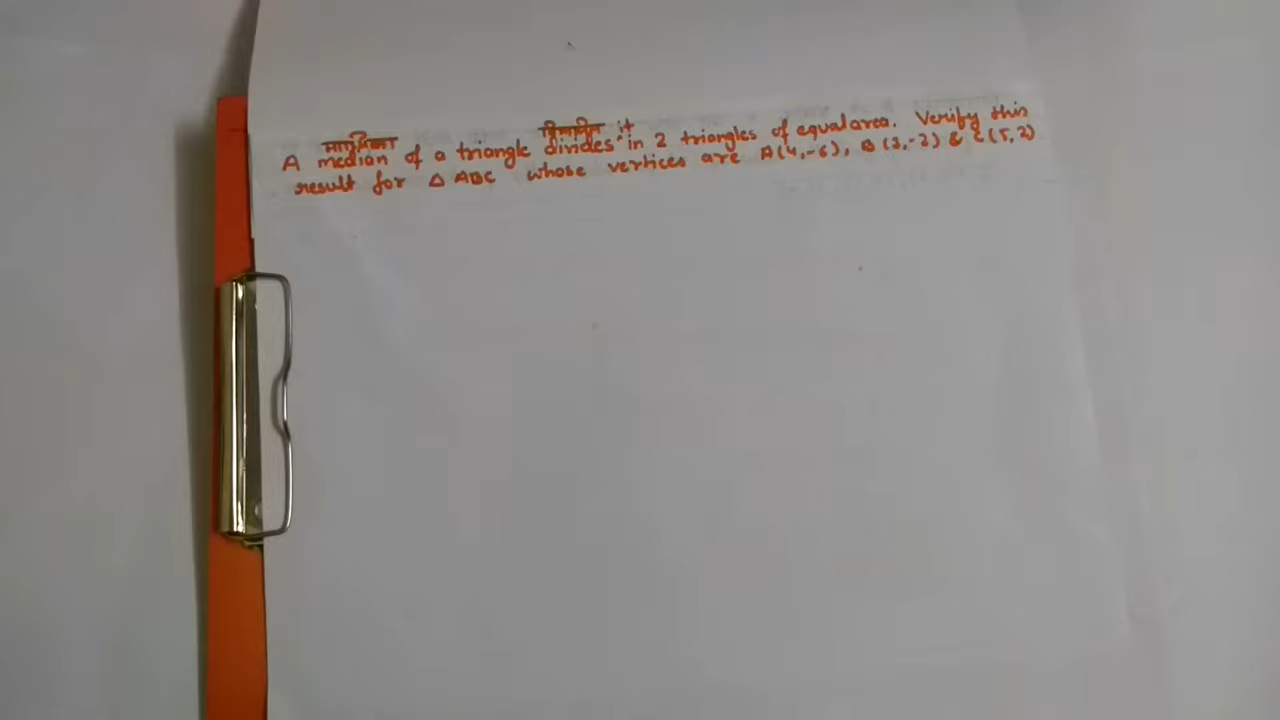 माध्यिका विभाजित it
A median of a triangle divides ^ in 2 triangles of equal area. Verify this
result for △ ABC whose vertices are A(4,-6), B(3,-2) & C(5,2)